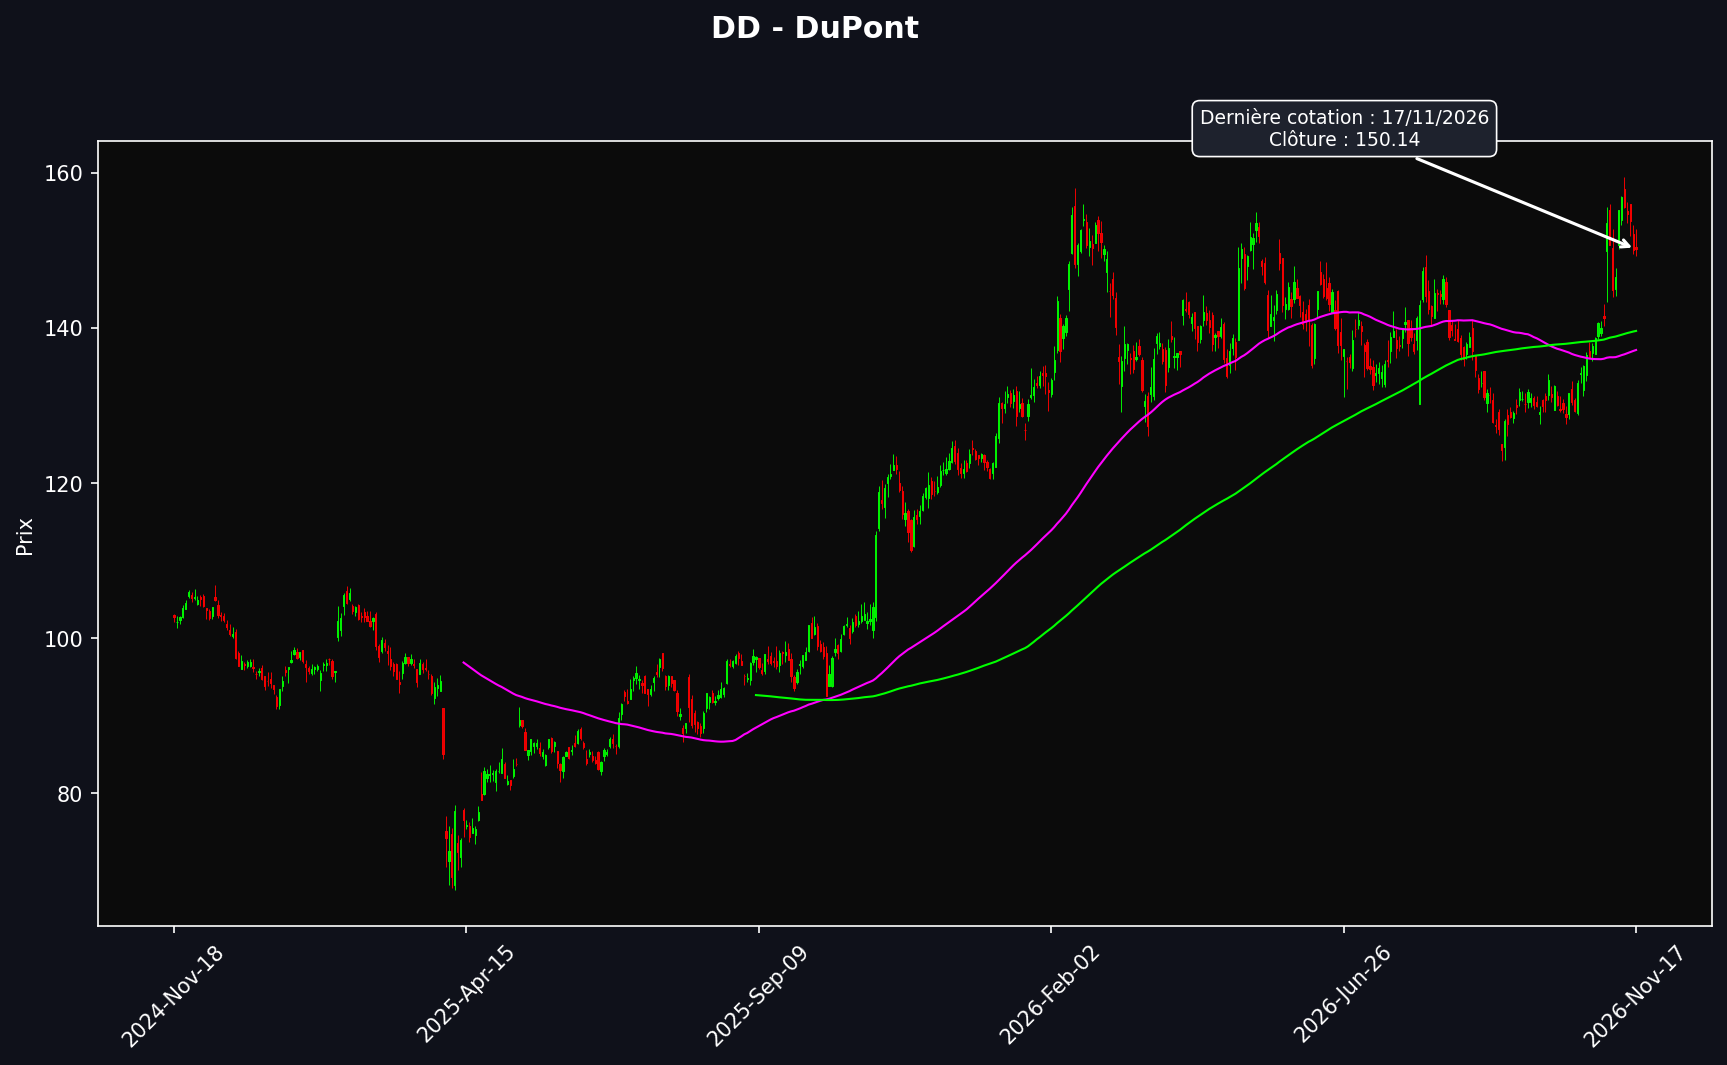 DD - DuPont
Dernière cotation : 17/11/2026
Clôture : 150.14
160
140
120
100
80
Prix
2024-Nov-18
2025-Apr-15
2025-Sep-09
2026-Feb-02
2026-Jun-26
2026-Nov-17